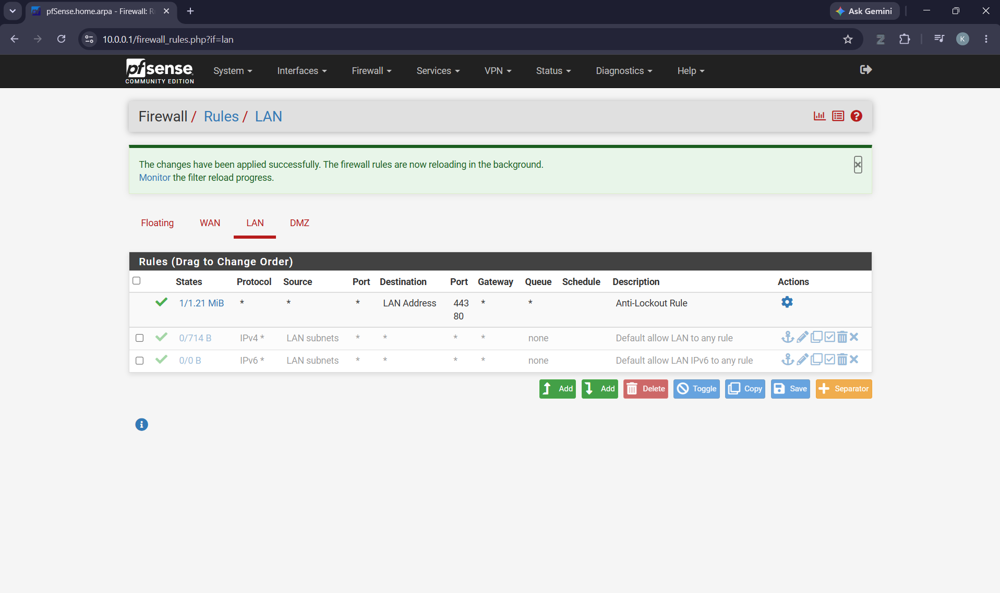 pfSense.home.arpa - Firewall: R
Ask Gemini
10.0.0.1/firewall_rules.php?if=lan
K
pfsense
COMMUNITY EDITION
System
Interfaces
Firewall
Services
VPN
Status
Diagnostics
Help
Firewall / Rules / LAN
The changes have been applied successfully. The firewall rules are now reloading in the background.
Monitor the filter reload progress.
Floating WAN LAN DMZ
Rules (Drag to Change Order)
States Protocol Source Port Destination Port Gateway Queue Schedule Description Actions
1/1.21 MiB * * * LAN Address 443 * * Anti-Lockout Rule
80
0/714 B IPv4 * LAN subnets * * * * none Default allow LAN to any rule
0/0 B IPv6 * LAN subnets * * * * none Default allow LAN IPv6 to any rule
Add Add Delete Toggle Copy Save Separator